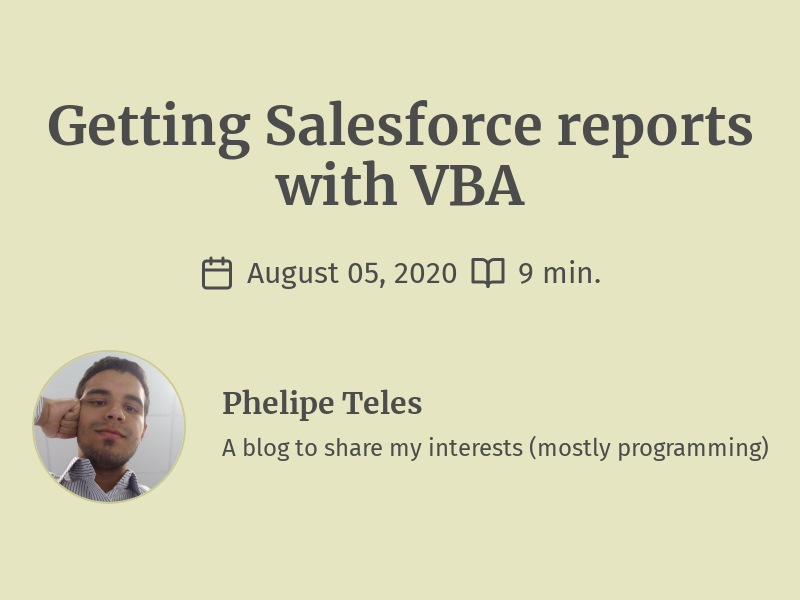 Getting Salesforce reports
with VBA
August 05, 2020 9 min.
Phelipe Teles
A blog to share my interests (mostly programming)